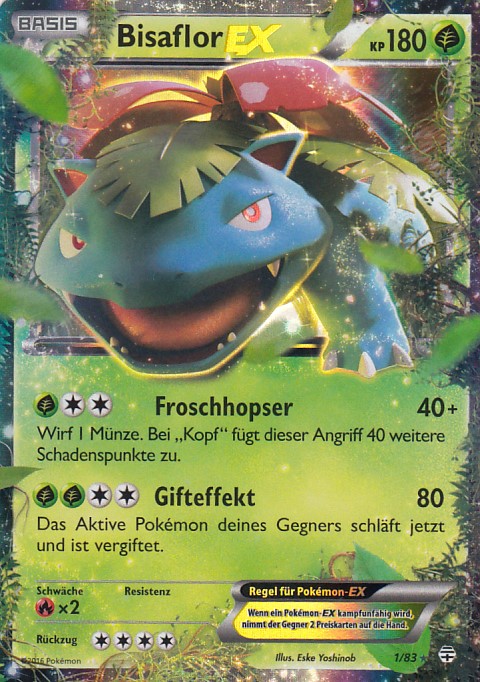 BASIS
Bisaflor EX
KP 180
Froschhopser 40+
Wirf 1 Münze. Bei „Kopf“ fügt dieser Angriff 40 weitere
Schadenspunkte zu.
Gifteffekt 80
Das Aktive Pokémon deines Gegners schläft jetzt
und ist vergiftet.
Schwäche
Resistenz
×2
Rückzug
Regel für Pokémon-EX
Wenn ein Pokémon-EX kampfunfähig wird,
nimmt der Gegner 2 Preiskarten auf die Hand.
©2016 Pokémon
Illus. Eske Yoshinob
1/83